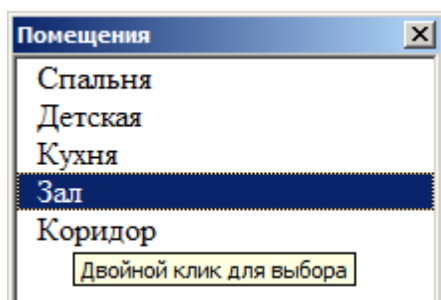 Помещения
Спальня
Детская
Кухня
Зал
Коридор
Двойной клик для выбора